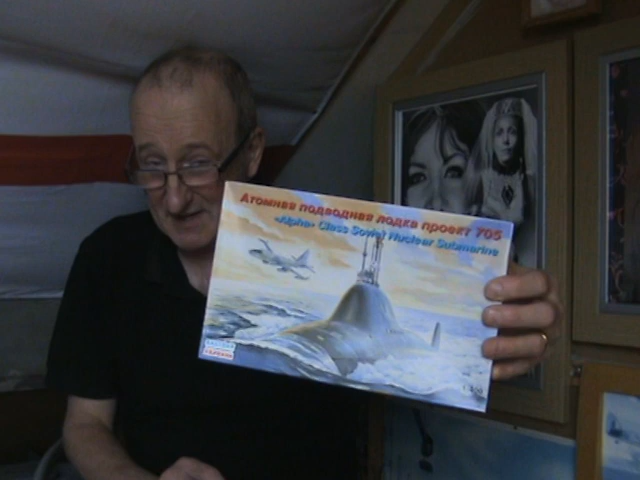 Атомная подводная лодка проект 705
«Alpha» Class Soviet Nuclear Submarine